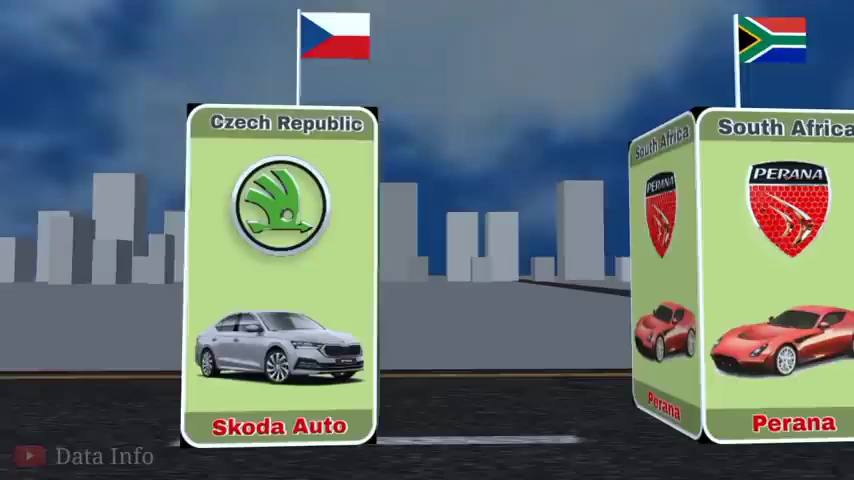 Czech Republic
Skoda Auto
South Africa
PERANA
Perana
South Africa
PERANA
Perana
Data Info